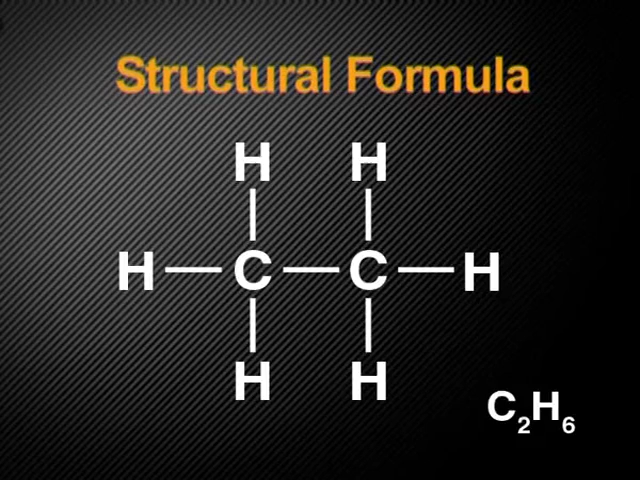 Structural Formula
H H
H—C—C—H
H H
C₂H₆